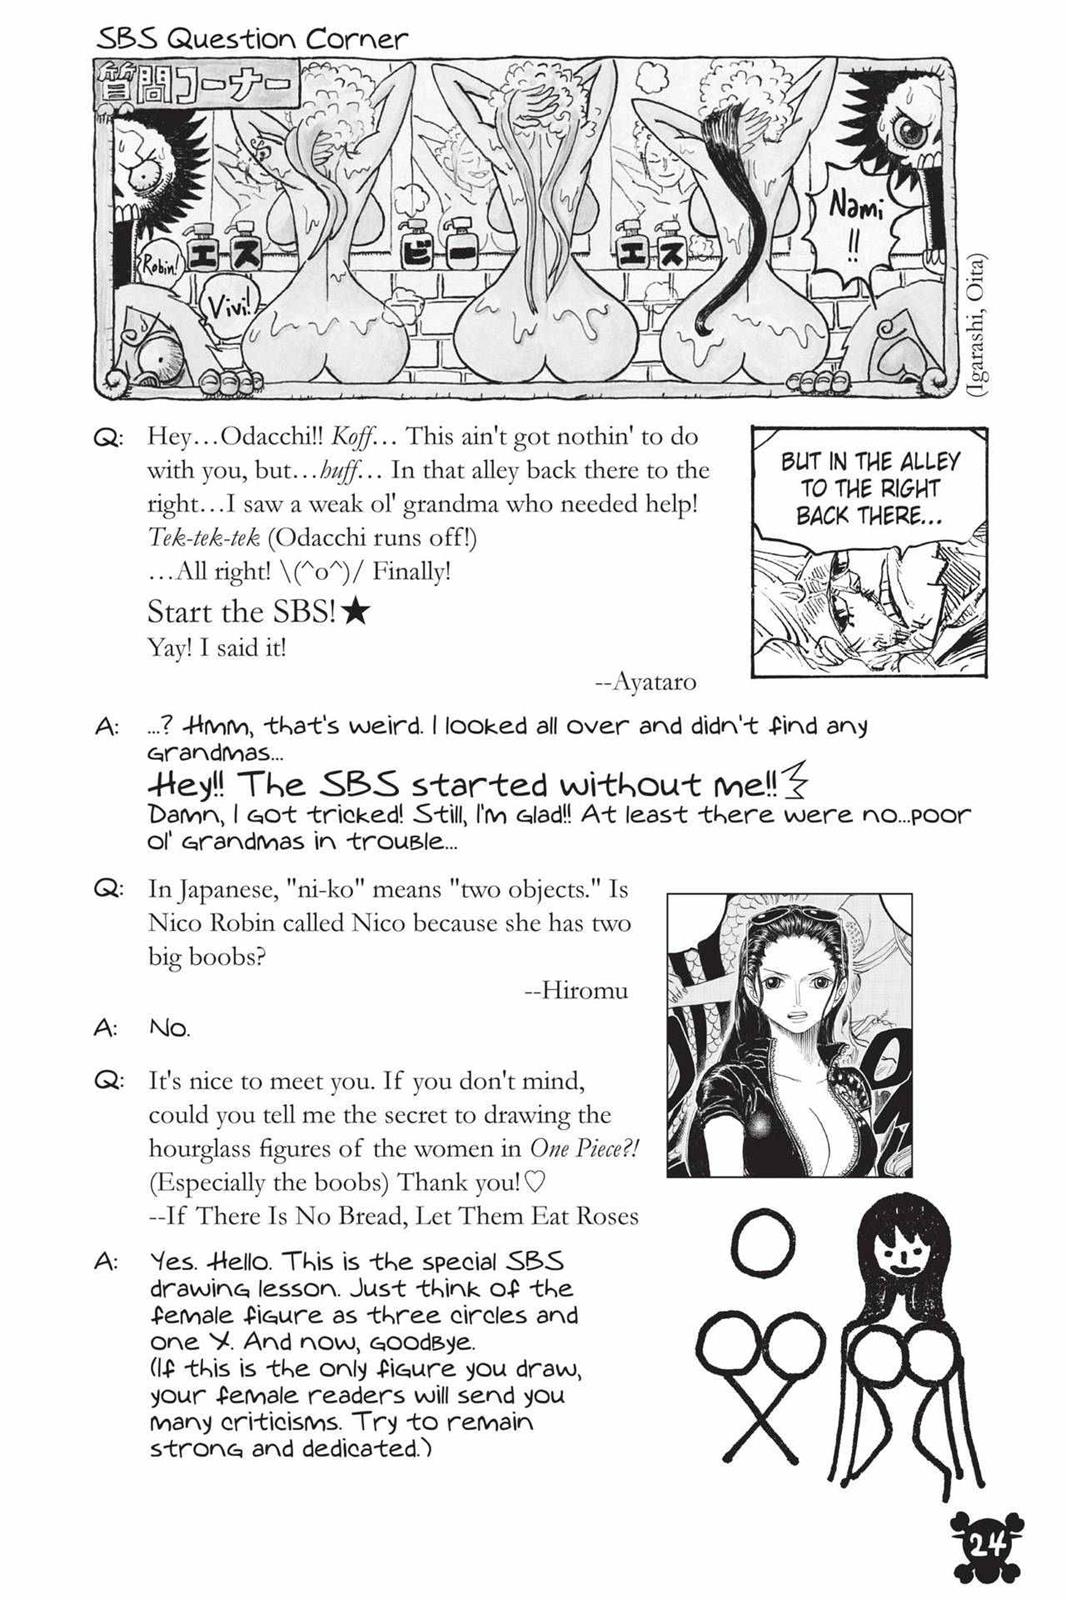 SBS Question Corner
質問コーナー
Robin!
Vivi!
エス
ビー
エス
Nami
!!
(Igarashi, Oita)
Q: Hey…Odacchi!! Koff… This ain't got nothin' to do
with you, but…huff… In that alley back there to the
right…I saw a weak ol' grandma who needed help!
Tek-tek-tek (Odacchi runs off!)
…All right! \(^o^)/ Finally!
Start the SBS!★
Yay! I said it!
--Ayataro
BUT IN THE ALLEY
TO THE RIGHT
BACK THERE...
A: ...? Hmm, that's weird. I looked all over and didn't find any
grandmas...
Hey!! The SBS started without me!!
Damn, I got tricked! Still, I'm glad!! At least there were no...poor
ol' grandmas in trouble...
Q: In Japanese, "ni-ko" means "two objects." Is
Nico Robin called Nico because she has two
big boobs?
--Hiromu
A: No.
Q: It's nice to meet you. If you don't mind,
could you tell me the secret to drawing the
hourglass figures of the women in One Piece?!
(Especially the boobs) Thank you!♡
--If There Is No Bread, Let Them Eat Roses
A: Yes. Hello. This is the special SBS
drawing lesson. Just think of the
female figure as three circles and
one X. And now, goodbye.
(If this is the only figure you draw,
your female readers will send you
many criticisms. Try to remain
strong and dedicated.)
24